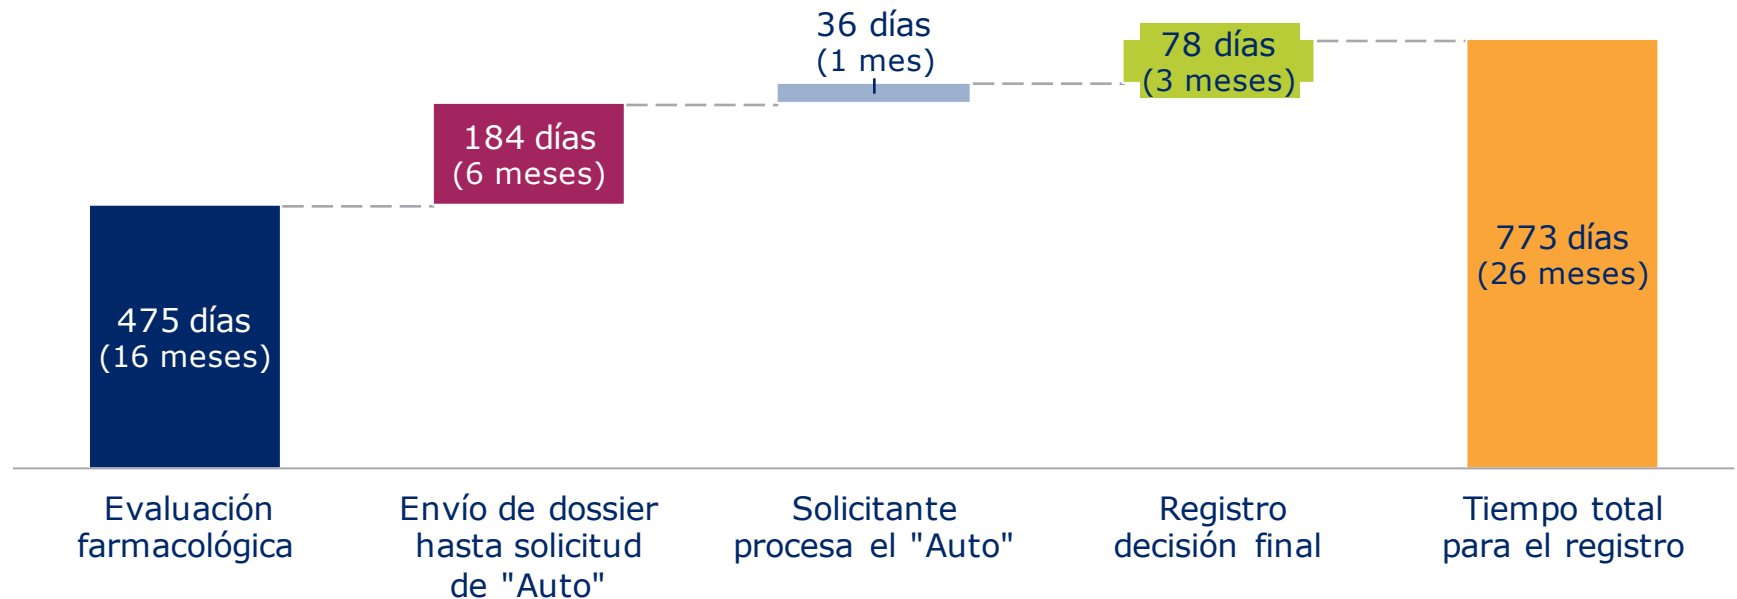 36 días
(1 mes)
78 días
(3 meses)
184 días
(6 meses)
773 días
(26 meses)
475 días
(16 meses)
Evaluación
farmacológica
Envío de dossier
hasta solicitud
de "Auto"
Solicitante
procesa el "Auto"
Registro
decisión final
Tiempo total
para el registro